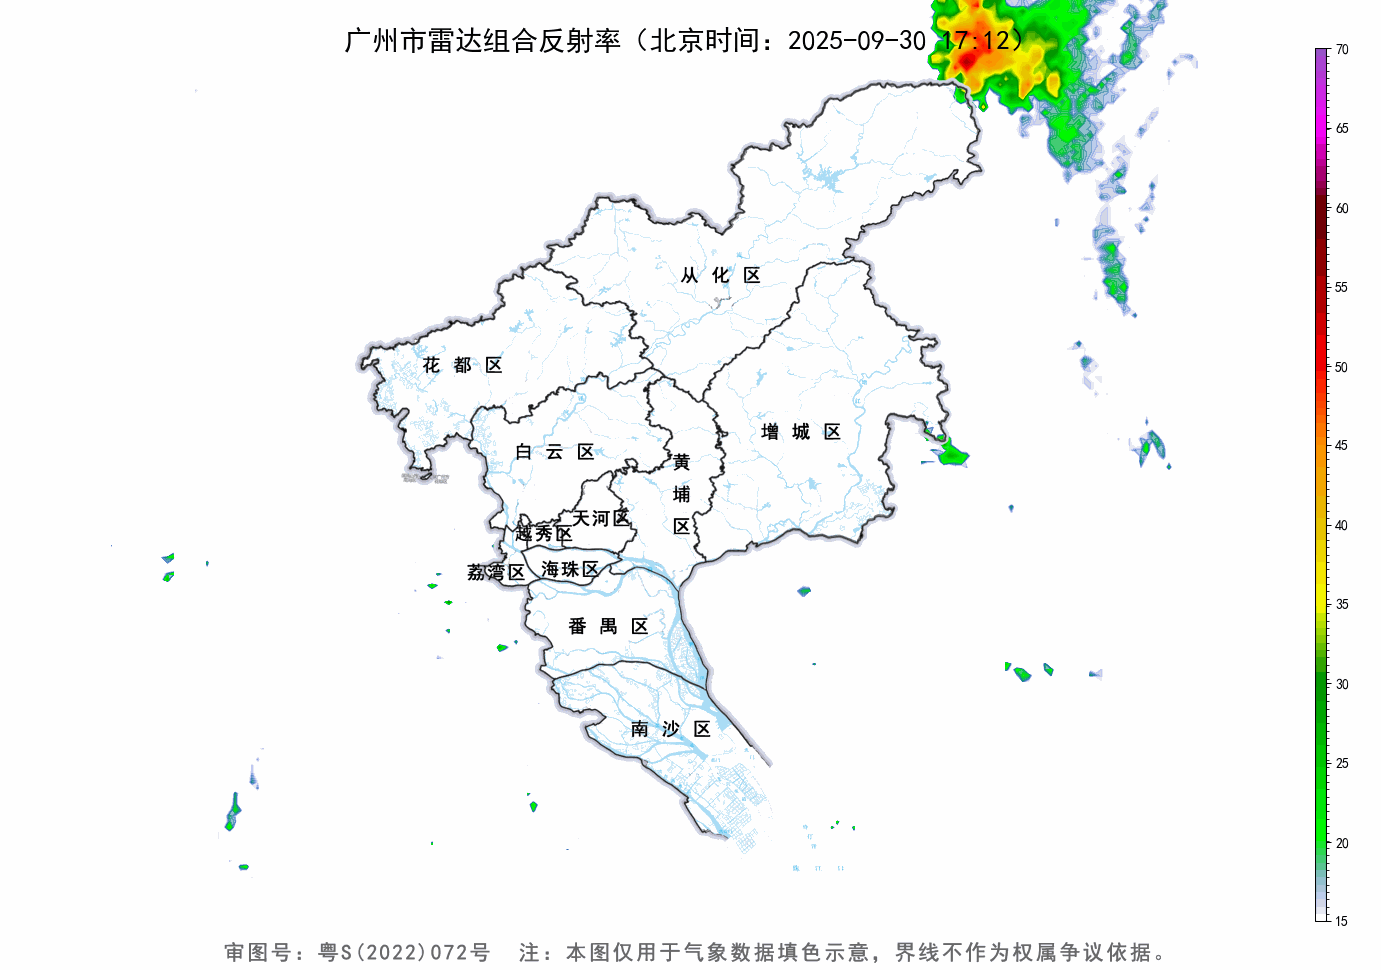 广州市雷达组合反射率（北京时间：2025-09-30 17:12）
70
65
60
55
50
45
40
35
30
25
20
15
从化区
花都区
增城区
白云区
黄埔区
天河区
越秀区
荔湾区
海珠区
番禺区
南沙区
审图号：粤S(2022)072号 注：本图仅用于气象数据填色示意，界线不作为权属争议依据。